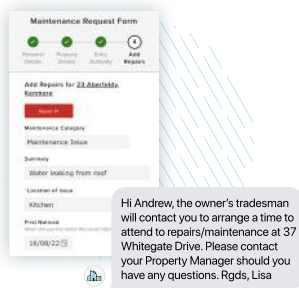 Maintenance Request Form
Personal Details
Property Details
Entry Authority
4
Add Repairs
Add Repairs for 23 Aberfeldy, Kenmore
Maintenance Category
Maintenance Issue
Summary
Water leaking from roof
Location of Issue
Kitchen
First Noticed
16/08/22
Hi Andrew, the owner's tradesman
will contact you to arrange a time to
attend to repairs/maintenance at 37
Whitegate Drive. Please contact
your Property Manager should you
have any questions. Rgds, Lisa